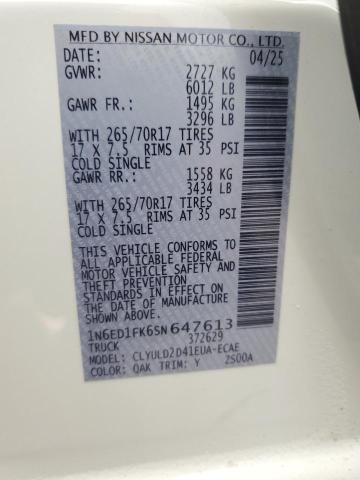 MFD BY NISSAN MOTOR CO., LTD.
DATE: 04/25
GVWR: 2727 KG
6012 LB
GAWR FR: 1495 KG
3296 LB
WITH 265/70R17 TIRES
17 X 7.5 RIMS AT 35 PSI
COLD SINGLE
GAWR RR: 1558 KG
3434 LB
WITH 265/70R17 TIRES
17 X 7.5 RIMS AT 35 PSI
COLD SINGLE
THIS VEHICLE CONFORMS TO
ALL APPLICABLE FEDERAL
MOTOR VEHICLE SAFETY AND
THEFT PREVENTION
STANDARDS IN EFFECT ON THE
DATE OF MANUFACTURE
SHOWN ABOVE.
1N6ED1FK6SN647613
TRUCK 372629
MODEL: CLYULD2D41EUA-ECAE
COLOR: QAK TRIM: Y 2S00A